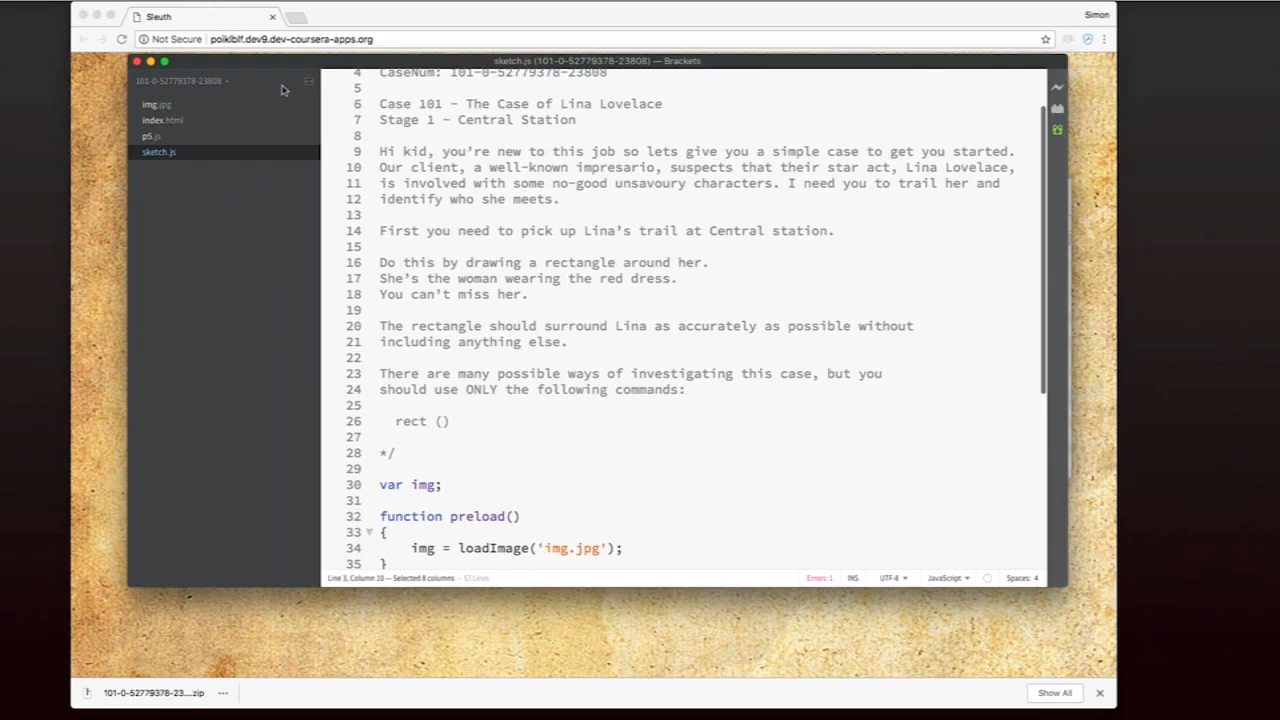 Sleuth
Simon
Not Secure poiklblf.dev9.dev-coursera-apps.org
sketch.js (101-0-52779378-23808) — Brackets
101-0-52779378-23808
img.jpg
index.html
p5.js
sketch.js
4 CaseNum: 101-0-52779378-23808
5
6 Case 101 - The Case of Lina Lovelace
7 Stage 1 - Central Station
8
9 Hi kid, you're new to this job so lets give you a simple case to get you started.
10 Our client, a well-known impresario, suspects that their star act, Lina Lovelace,
11 is involved with some no-good unsavoury characters. I need you to trail her and
12 identify who she meets.
13
14 First you need to pick up Lina's trail at Central station.
15
16 Do this by drawing a rectangle around her.
17 She's the woman wearing the red dress.
18 You can't miss her.
19
20 The rectangle should surround Lina as accurately as possible without
21 including anything else.
22
23 There are many possible ways of investigating this case, but you
24 should use ONLY the following commands:
25
26 rect ()
27
28 */
29
30 var img;
31
32 function preload()
33 {
34 img = loadImage('img.jpg');
35 }
Line 3, Column 10 — Selected 8 columns — 53 Lines
Errors: 1 INS UTF-8 JavaScript Spaces: 4
101-0-52779378-23....zip
Show All